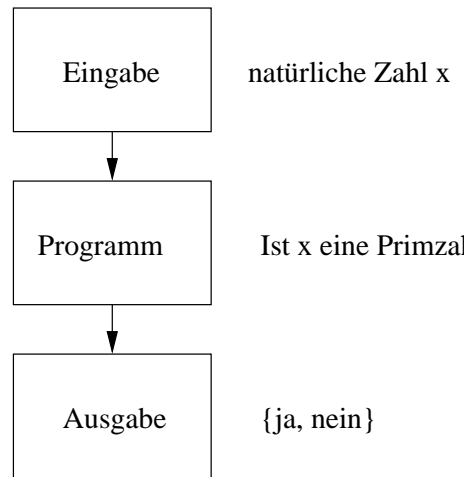 Eingabe natürliche Zahl x
Programm Ist x eine Primzal
Ausgabe {ja, nein}